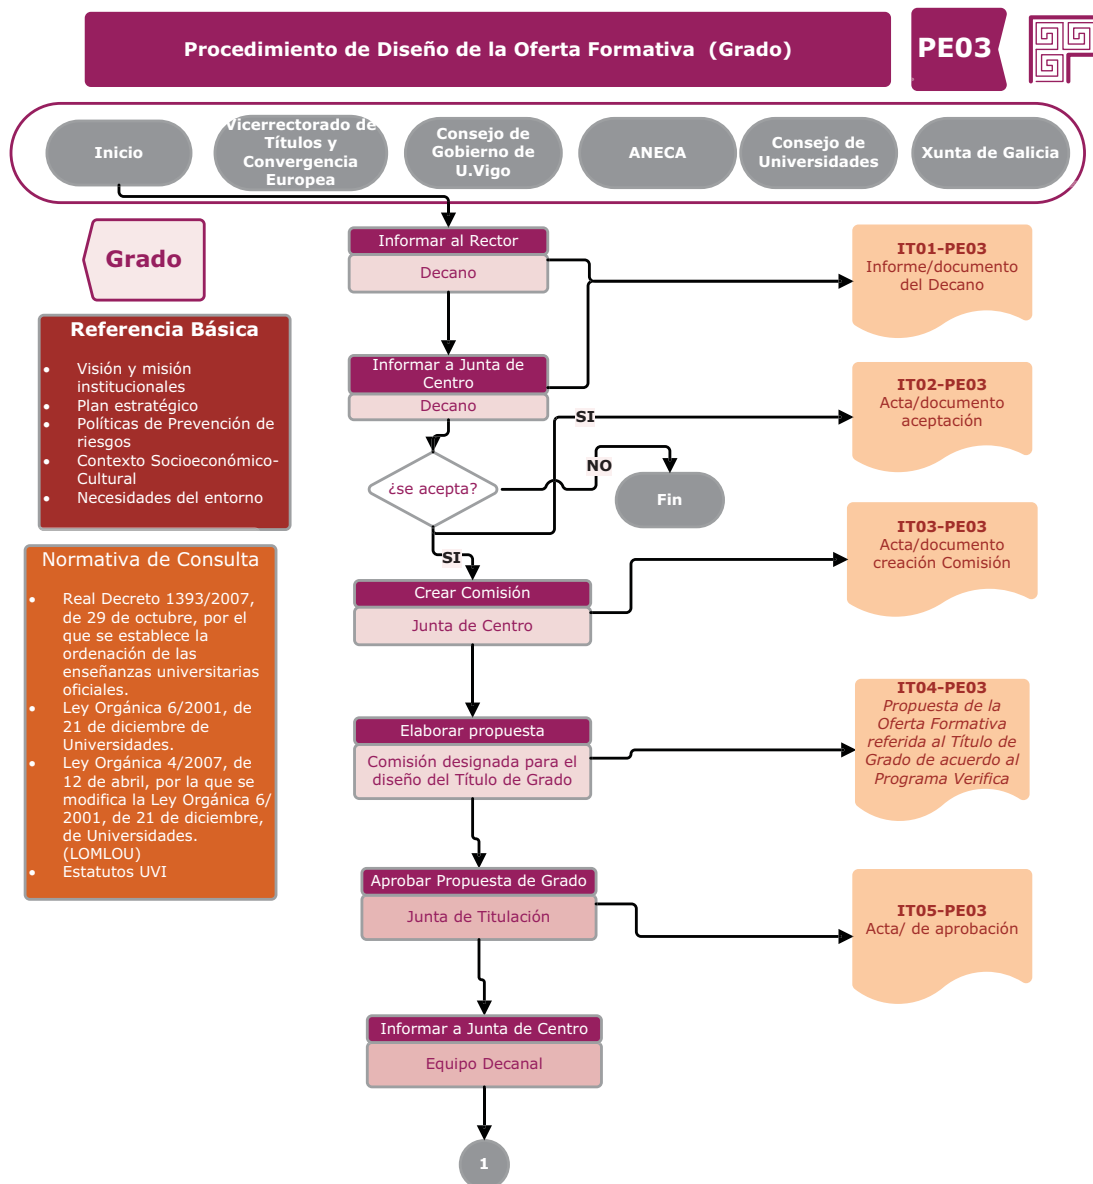 Procedimiento de Diseño de la Oferta Formativa (Grado)
PE03
Inicio
Vicerrectorado de
Títulos y
Convergencia
Europea
Consejo de
Gobierno de
U.Vigo
ANECA
Consejo de
Universidades
Xunta de Galicia
Grado
Referencia Básica
• Visión y misión
institucionales
• Plan estratégico
• Políticas de Prevención de
riesgos
• Contexto Socioeconómico-
Cultural
• Necesidades del entorno
Normativa de Consulta
• Real Decreto 1393/2007,
de 29 de octubre, por el
que se establece la
ordenación de las
enseñanzas universitarias
oficiales.
• Ley Orgánica 6/2001, de
21 de diciembre de
Universidades.
• Ley Orgánica 4/2007, de
12 de abril, por la que se
modifica la Ley Orgánica 6/
2001, de 21 de diciembre,
de Universidades.
(LOMLOU)
• Estatutos UVI
Informar al Rector
Decano
Informar a Junta de
Centro
Decano
¿se acepta?
SI
NO
Fin
SI
Crear Comisión
Junta de Centro
Elaborar propuesta
Comisión designada para el
diseño del Título de Grado
Aprobar Propuesta de Grado
Junta de Titulación
Informar a Junta de Centro
Equipo Decanal
1
IT01-PE03
Informe/documento
del Decano
IT02-PE03
Acta/documento
aceptación
IT03-PE03
Acta/documento
creación Comisión
IT04-PE03
Propuesta de la
Oferta Formativa
referida al Título de
Grado de acuerdo al
Programa Verifica
IT05-PE03
Acta/ de aprobación